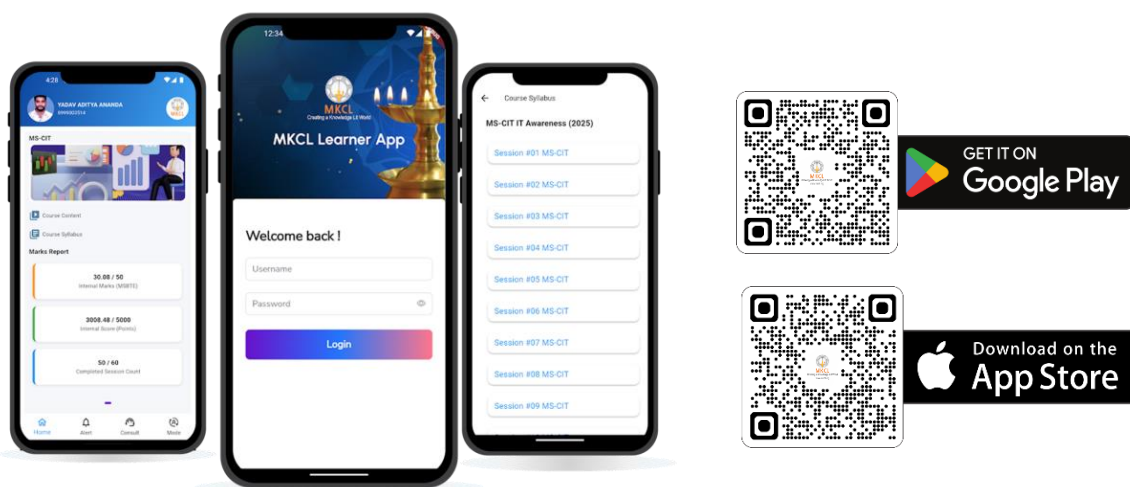 4:28
YADAV ADITYA ANANDA
MKCL
MS-CIT
Course Content
Course Syllabus
Marks Report
30.08 / 50
Internal Marks (MSBTE)
3008.48 / 5000
Internal Score (Points)
50 / 60
Completed Session Count
Home
Alert
Consult
Mode
12:34
MKCL
Creating a Knowledge Lit World
MKCL Learner App
Welcome back !
Username
Password
Login
Course Syllabus
MS-CIT IT Awareness (2025)
Session #01 MS-CIT
Session #02 MS-CIT
Session #03 MS-CIT
Session #04 MS-CIT
Session #05 MS-CIT
Session #06 MS-CIT
Session #07 MS-CIT
Session #08 MS-CIT
Session #09 MS-CIT
MKCL
GET IT ON
Google Play
MKCL
Download on the
App Store